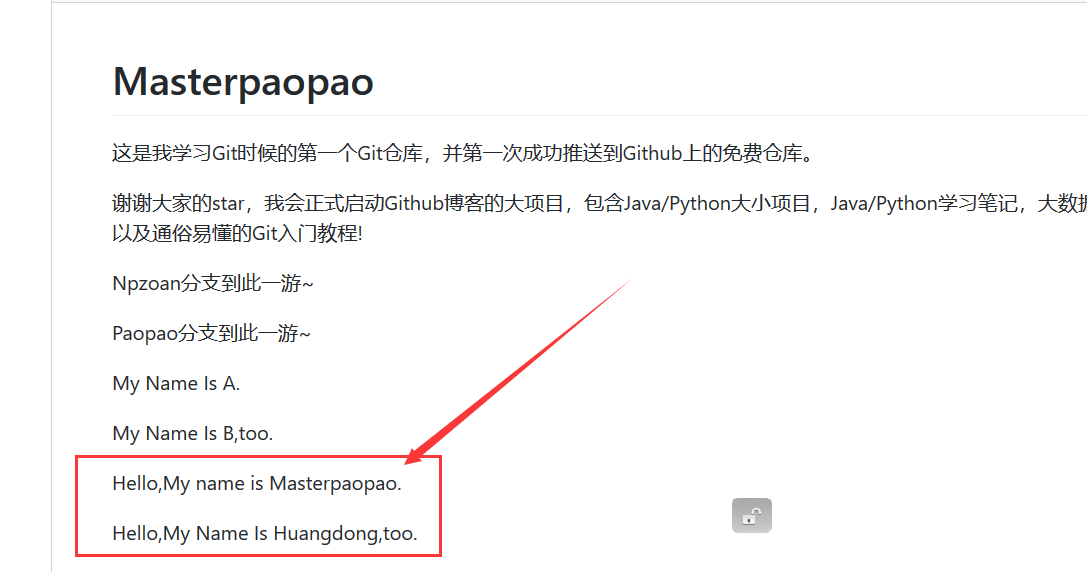 Masterpaopao
这是我学习Git时候的第一个Git仓库，并第一次成功推送到Github上的免费仓库。
谢谢大家的star，我会正式启动Github博客的大项目，包含Java/Python大小项目，Java/Python学习笔记，大数据
以及通俗易懂的Git入门教程!
Npzoan分支到此一游~
Paopao分支到此一游~
My Name Is A.
My Name Is B,too.
Hello,My name is Masterpaopao.
Hello,My Name Is Huangdong,too.